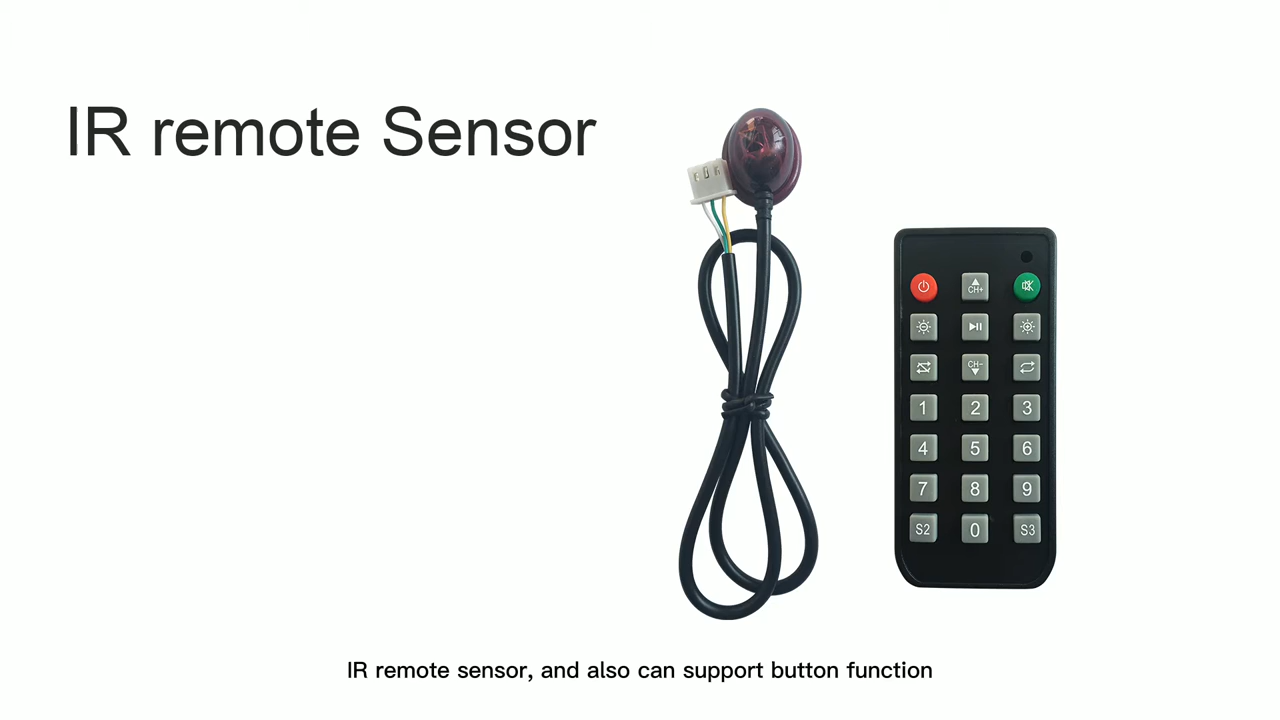 IR remote Sensor
CH+
CH-
1 2 3
4 5 6
7 8 9
S2 0 S3
IR remote sensor, and also can support button function